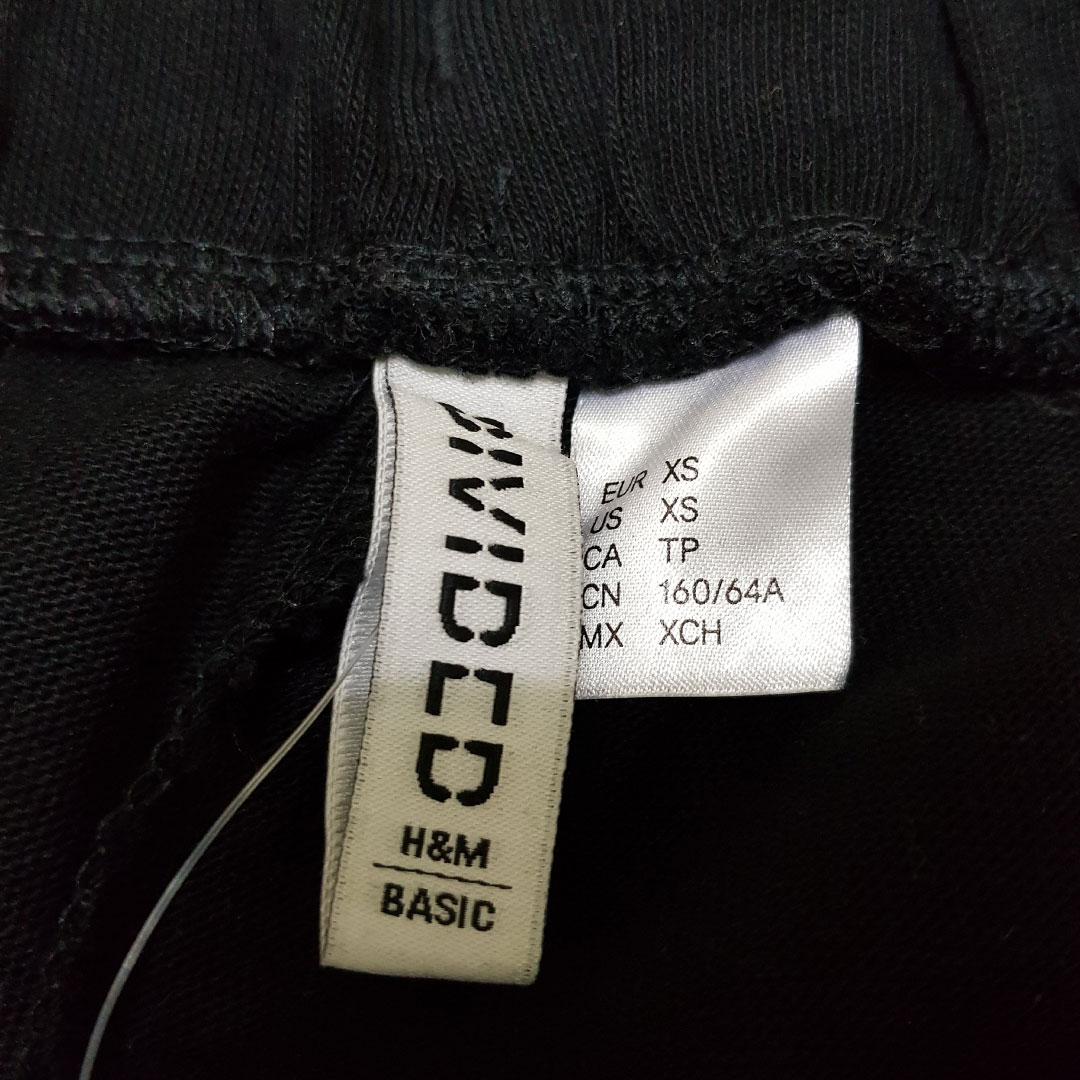 DIVIDED
H&M
BASIC
EUR XS
US XS
CA TP
CN 160/64A
MX XCH